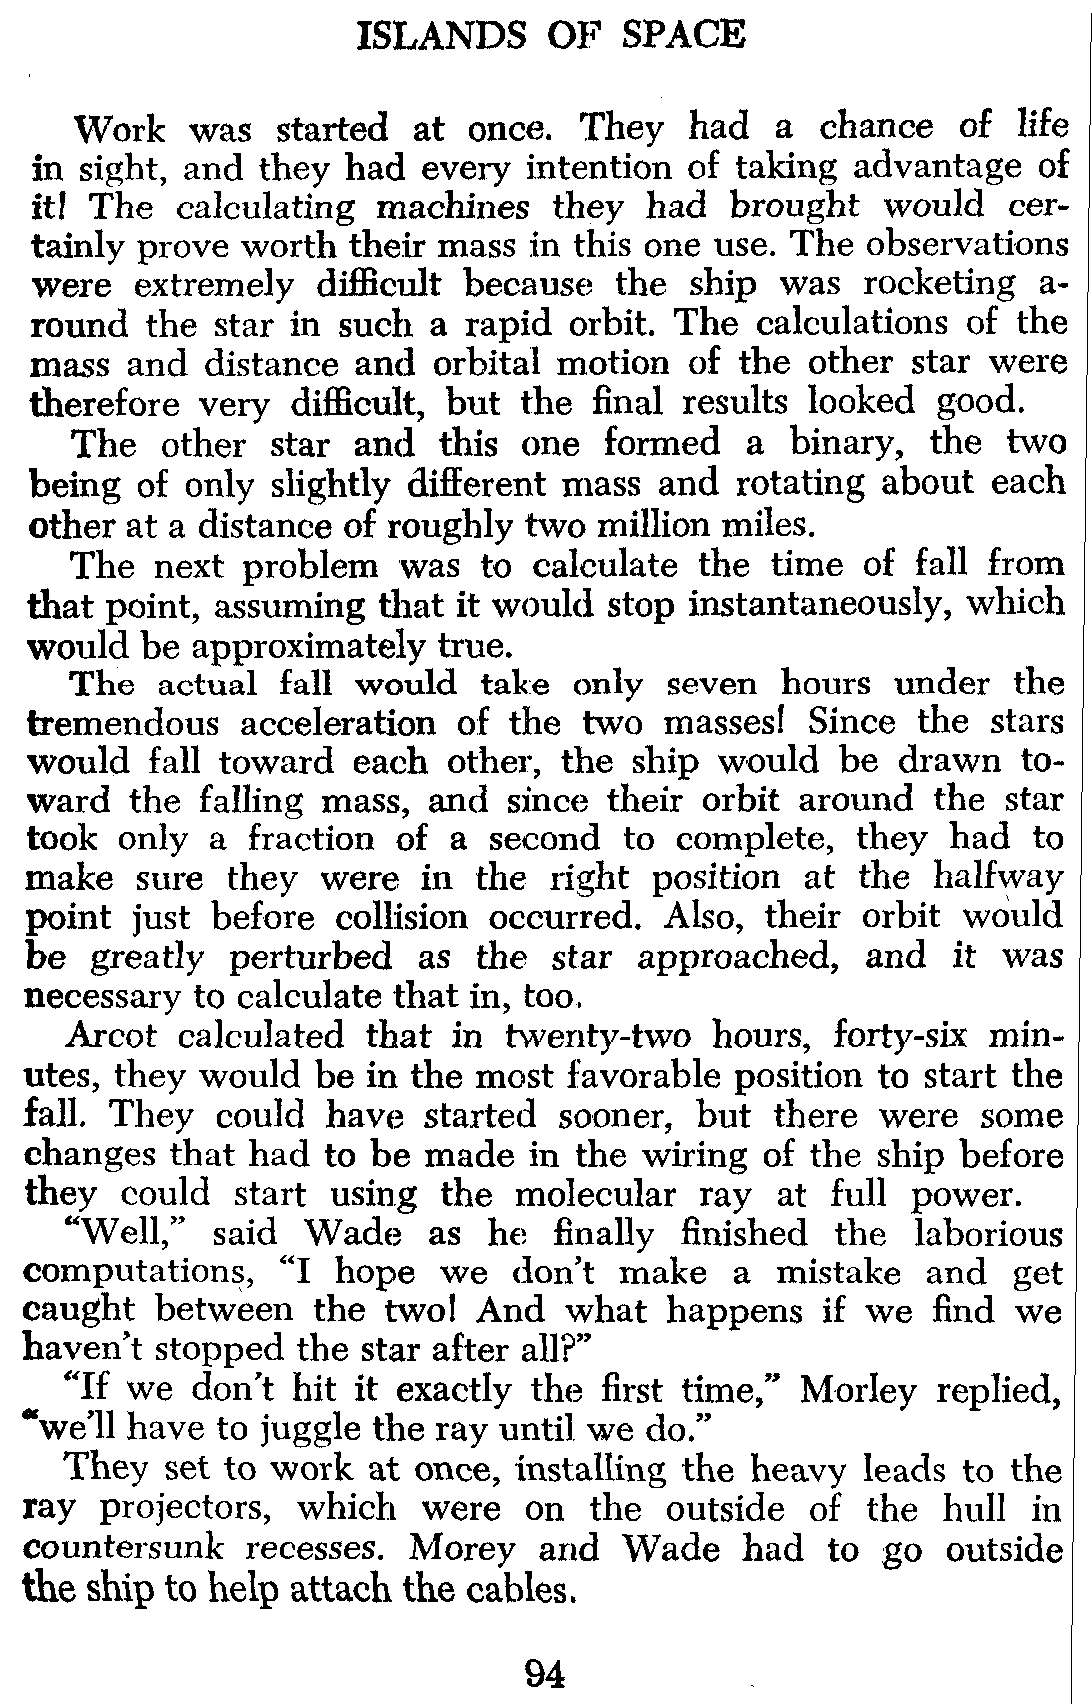 ISLANDS OF SPACE
Work was started at once. They had a chance of life
in sight, and they had every intention of taking advantage of
it! The calculating machines they had brought would cer-
tainly prove worth their mass in this one use. The observations
were extremely difficult because the ship was rocketing a-
round the star in such a rapid orbit. The calculations of the
mass and distance and orbital motion of the other star were
therefore very difficult, but the final results looked good.
The other star and this one formed a binary, the two
being of only slightly different mass and rotating about each
other at a distance of roughly two million miles.
The next problem was to calculate the time of fall from
that point, assuming that it would stop instantaneously, which
would be approximately true.
The actual fall would take only seven hours under the
tremendous acceleration of the two masses! Since the stars
would fall toward each other, the ship would be drawn to-
ward the falling mass, and since their orbit around the star
took only a fraction of a second to complete, they had to
make sure they were in the right position at the halfway
point just before collision occurred. Also, their orbit would
be greatly perturbed as the star approached, and it was
necessary to calculate that in, too.
Arcot calculated that in twenty-two hours, forty-six min-
utes, they would be in the most favorable position to start the
fall. They could have started sooner, but there were some
changes that had to be made in the wiring of the ship before
they could start using the molecular ray at full power.
“Well,” said Wade as he finally finished the laborious
computations, “I hope we don’t make a mistake and get
caught between the two! And what happens if we find we
haven’t stopped the star after all?”
“If we don’t hit it exactly the first time,” Morley replied,
“we’ll have to juggle the ray until we do.”
They set to work at once, installing the heavy leads to the
ray projectors, which were on the outside of the hull in
countersunk recesses. Morey and Wade had to go outside
the ship to help attach the cables.
94